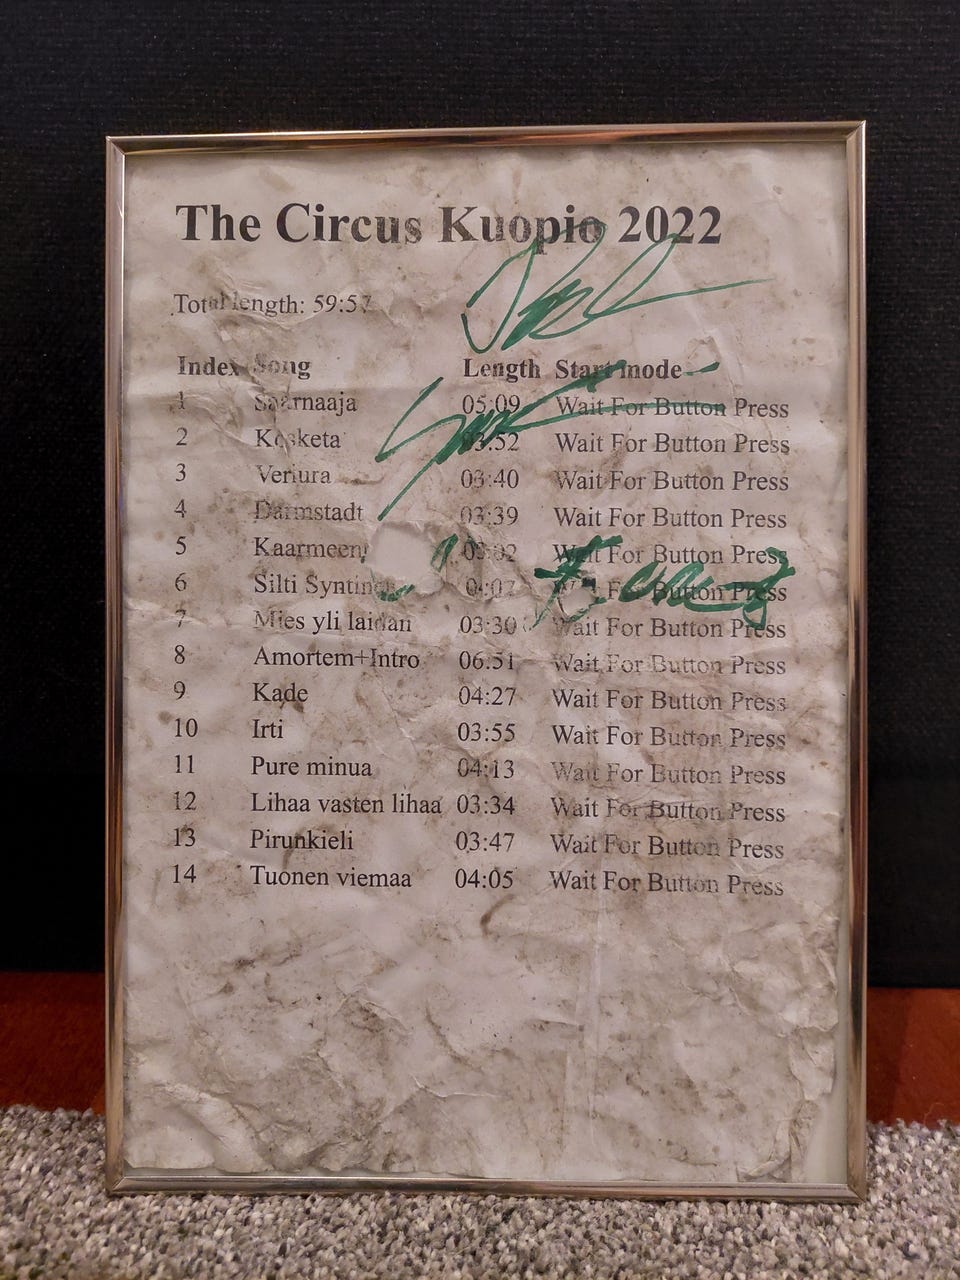 The Circus Kuopio 2022
Total length: 59:57
Index Song Length Start mode
1 Saarnaaja 05:09 Wait For Button Press
2 Kosketa 03:52 Wait For Button Press
3 Veriura 03:40 Wait For Button Press
4 Darmstadt 03:39 Wait For Button Press
5 Kaarmeen Wait For Button Press
6 Silti 04:07 Wait For Button Press
7 Mies yli laidan 03:30 Wait For Button Press
8 Amortem+Intro 06:51 Wait For Button Press
9 Kade 04:27 Wait For Button Press
10 Irti 03:55 Wait For Button Press
11 Pure minua 04:13 Wait For Button Press
12 Lihaa vasten lihaa 03:34 Wait For Button Press
13 Pirunkieli 03:47 Wait For Button Press
14 Tuonen viemaa 04:05 Wait For Button Press